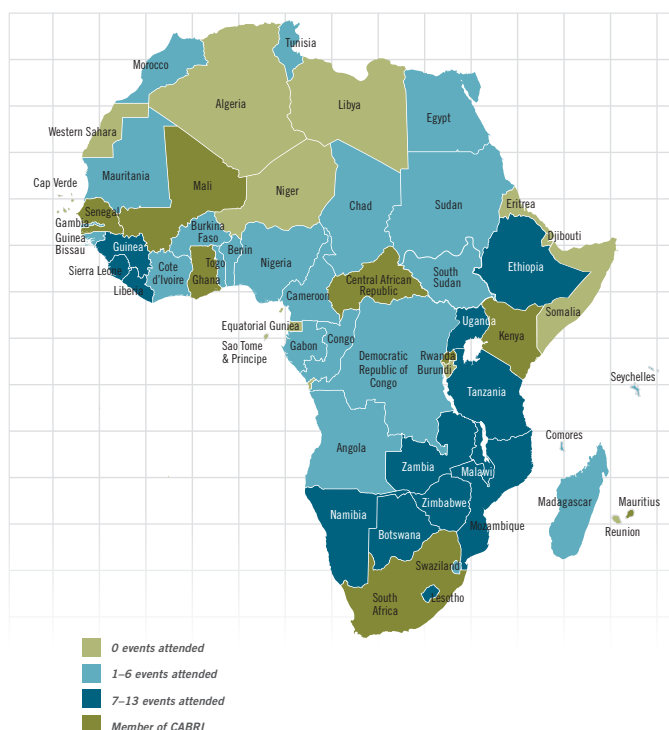 Tunisia
Morocco
Algeria
Libya
Egypt
Western Sahara
Mauritania
Cap Verde
Mali
Niger
Chad
Sudan
Eritrea
Senegal
Gambia
Guinea
Bissau
Guinea
Burkina
Faso
Djibouti
Benin
Togo
Nigeria
Ethiopia
Sierra Leone
Liberia
Cote
d'Ivoire
Ghana
Central African
Republic
South
Sudan
Cameroon
Somalia
Equatorial Gunea
Uganda
Kenya
Sao Tome
& Principe
Gabon
Congo
Democratic
Republic of
Congo
Rwanda
Burundi
Seychelles
Tanzania
Comores
Angola
Zambia
Malawi
Madagascar
Mauritius
Reunion
Namibia
Zimbabwe
Botswana
Mozambique
Swaziland
South
Africa
Lesotho
0 events attended
1–6 events attended
7–13 events attended
Member of CABRI